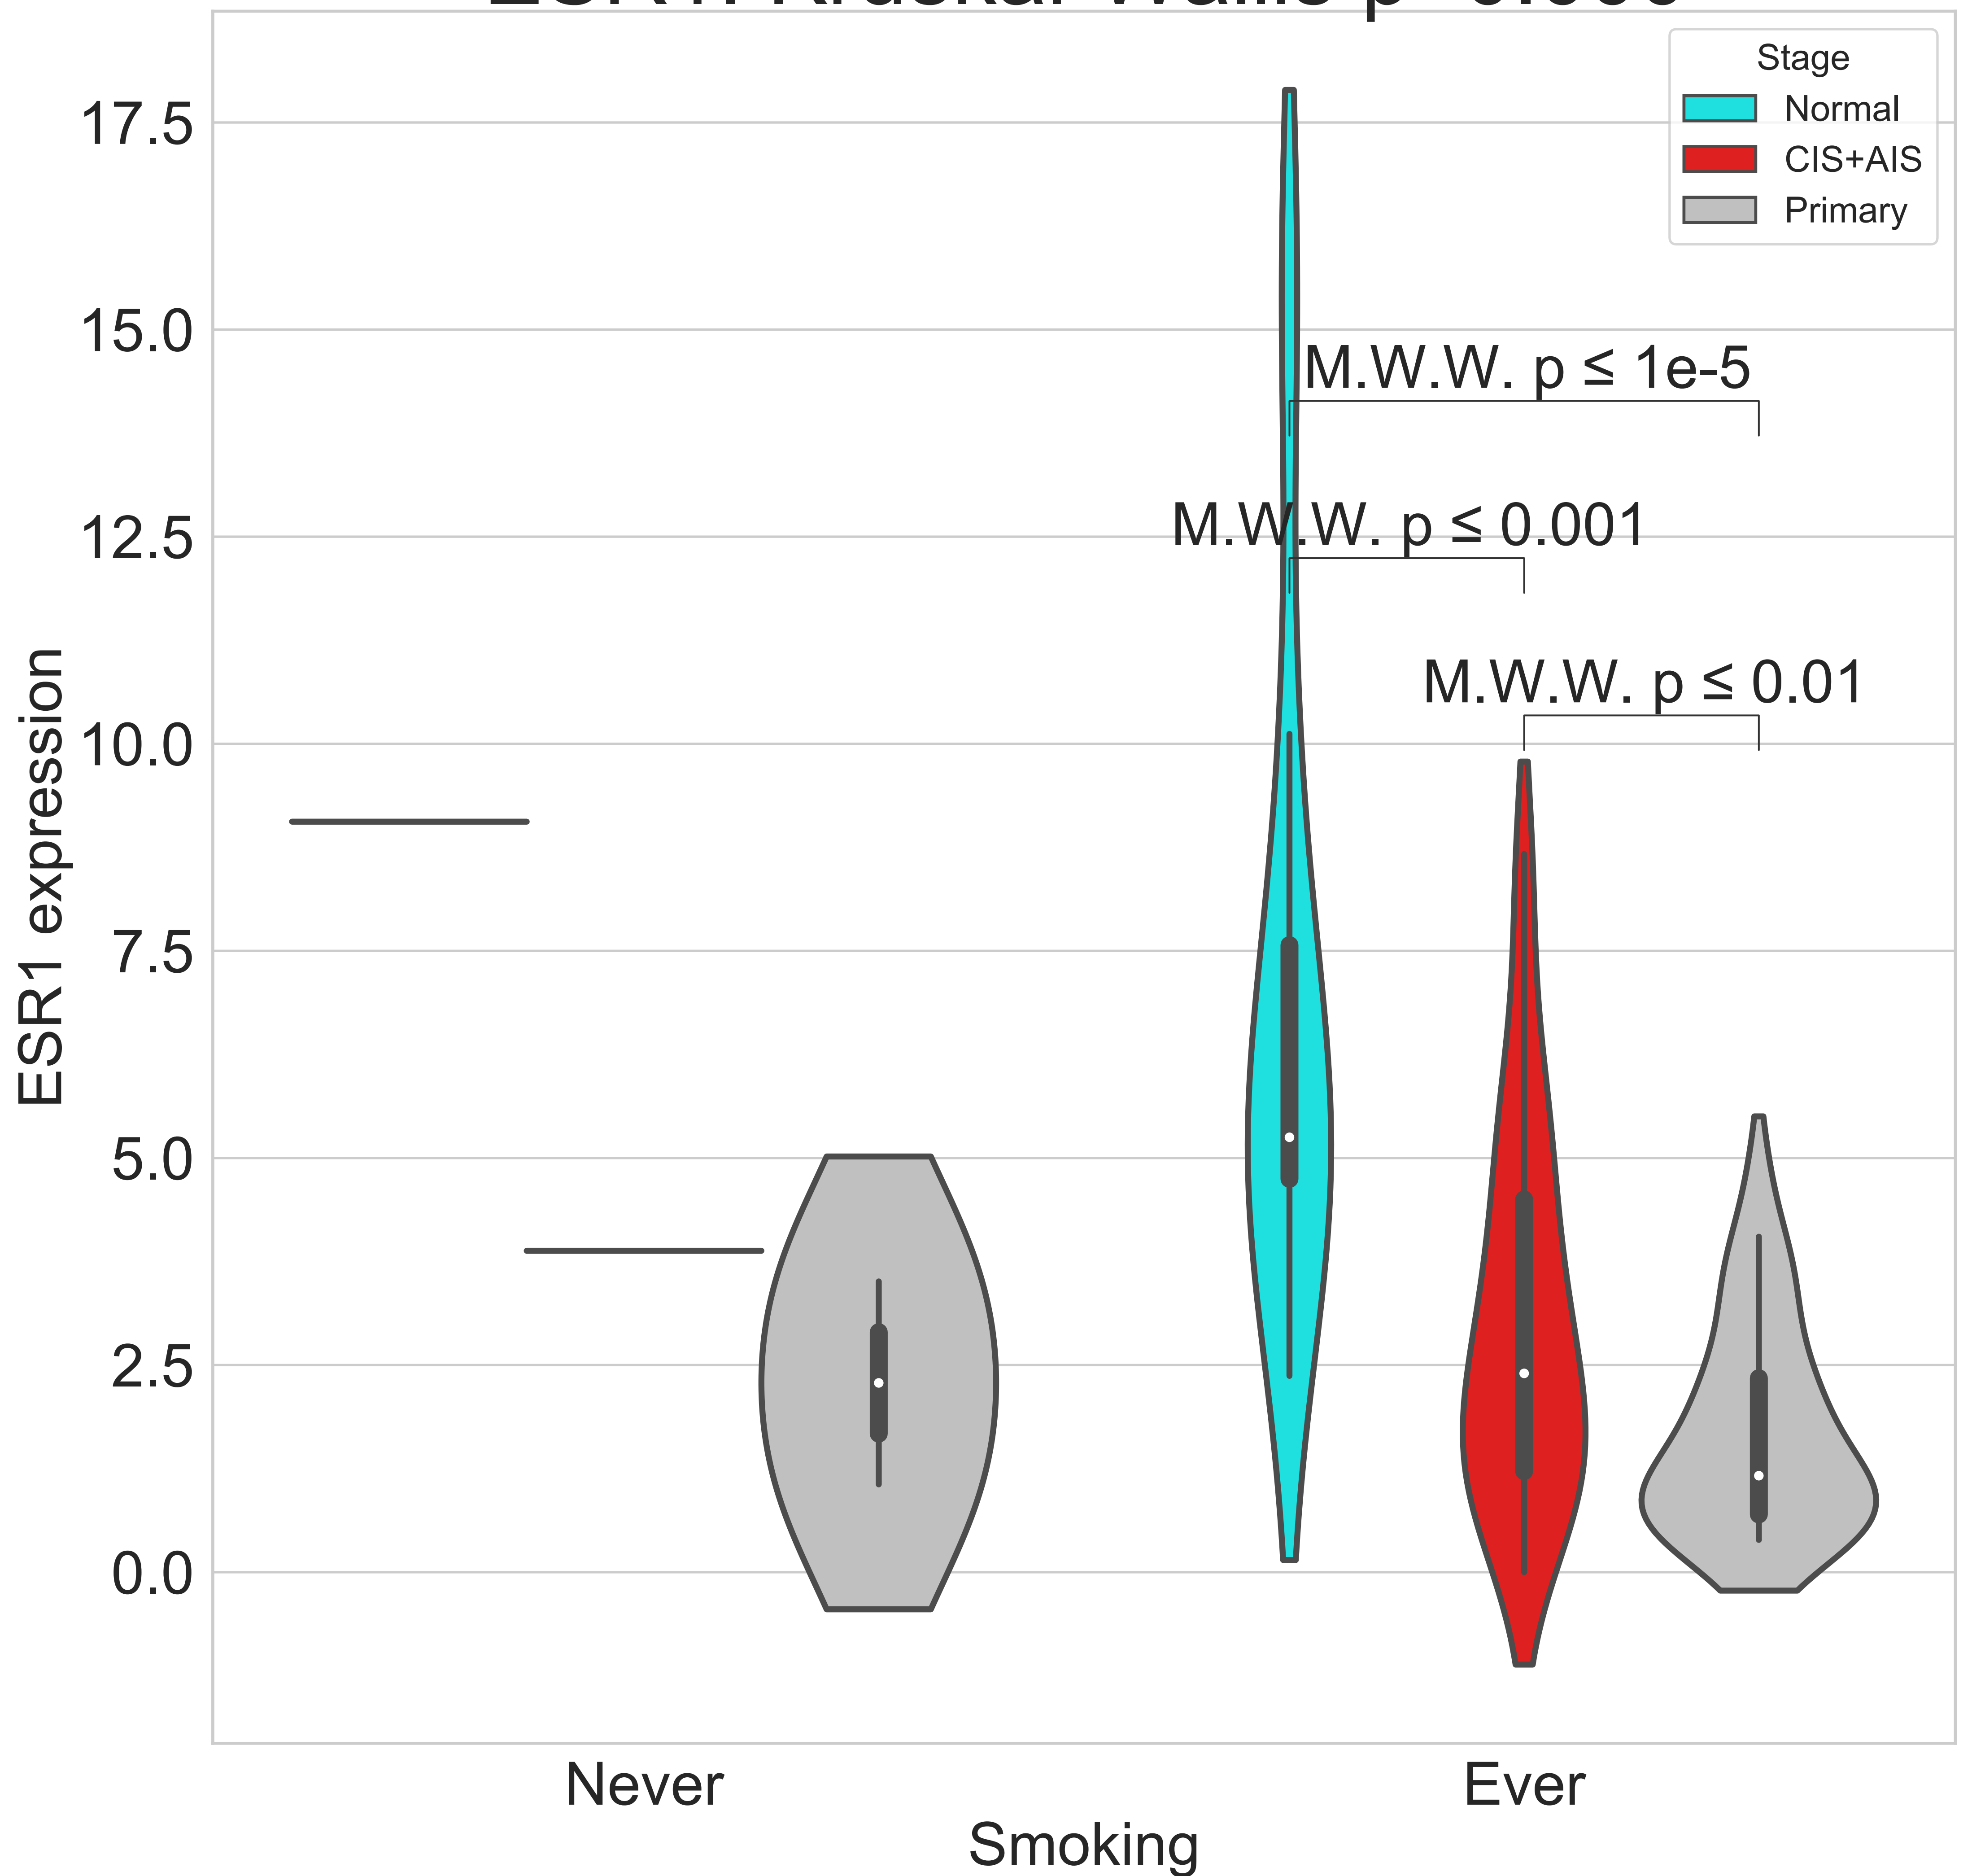 Stage
Normal
CIS+AIS
Primary
17.5
15.0
12.5
10.0
7.5
5.0
2.5
0.0
ESR1 expression
M.W.W. p ≤ 1e-5
M.W.W. p ≤ 0.001
M.W.W. p ≤ 0.01
Never
Ever
Smoking